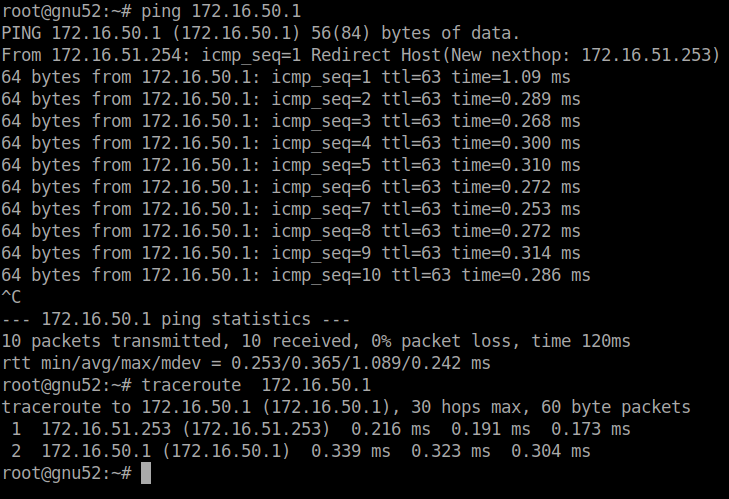 root@gnu52:~# ping 172.16.50.1
PING 172.16.50.1 (172.16.50.1) 56(84) bytes of data.
From 172.16.51.254: icmp_seq=1 Redirect Host(New nexthop: 172.16.51.253)
64 bytes from 172.16.50.1: icmp_seq=1 ttl=63 time=1.09 ms
64 bytes from 172.16.50.1: icmp_seq=2 ttl=63 time=0.289 ms
64 bytes from 172.16.50.1: icmp_seq=3 ttl=63 time=0.268 ms
64 bytes from 172.16.50.1: icmp_seq=4 ttl=63 time=0.300 ms
64 bytes from 172.16.50.1: icmp_seq=5 ttl=63 time=0.310 ms
64 bytes from 172.16.50.1: icmp_seq=6 ttl=63 time=0.272 ms
64 bytes from 172.16.50.1: icmp_seq=7 ttl=63 time=0.253 ms
64 bytes from 172.16.50.1: icmp_seq=8 ttl=63 time=0.272 ms
64 bytes from 172.16.50.1: icmp_seq=9 ttl=63 time=0.314 ms
64 bytes from 172.16.50.1: icmp_seq=10 ttl=63 time=0.286 ms
^C
--- 172.16.50.1 ping statistics ---
10 packets transmitted, 10 received, 0% packet loss, time 120ms
rtt min/avg/max/mdev = 0.253/0.365/1.089/0.242 ms
root@gnu52:~# traceroute  172.16.50.1
traceroute to 172.16.50.1 (172.16.50.1), 30 hops max, 60 byte packets
 1  172.16.51.253 (172.16.51.253)  0.216 ms  0.191 ms  0.173 ms
 2  172.16.50.1 (172.16.50.1)  0.339 ms  0.323 ms  0.304 ms
root@gnu52:~#